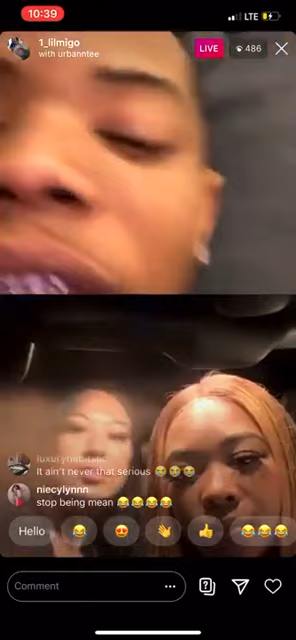 10:39
LTE
1_lilmigo
with urbanntee
LIVE
486
It ain't never that serious 😭😭😭
niecylynnn
stop being mean 😂😂😂😂
Hello 😂 😍 👋 👍 😂😂😂
Comment